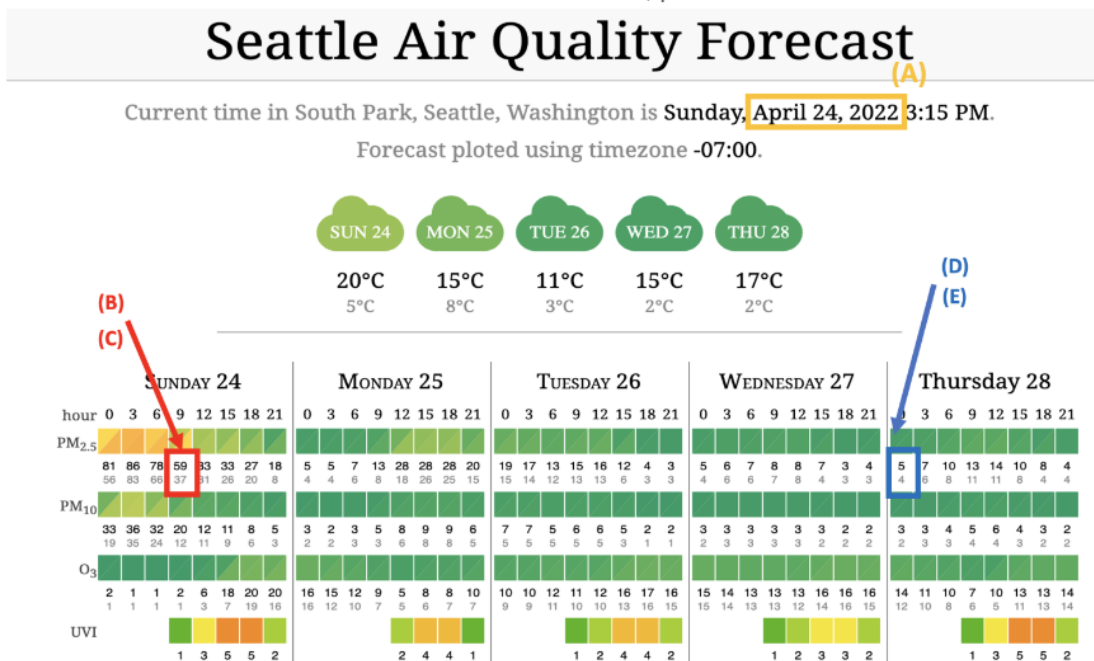 Seattle Air Quality Forecast
(A)
Current time in South Park, Seattle, Washington is Sunday, April 24, 2022 3:15 PM.
Forecast ploted using timezone -07:00.
SUN 24 MON 25 TUE 26 WED 27 THU 28
20°C 15°C 11°C 15°C 17°C
5°C 8°C 3°C 2°C 2°C
(B)
(C)
(D)
(E)
Sunday 24 Monday 25 Tuesday 26 Wednesday 27 Thursday 28
hour 0 3 6 9 12 15 18 21 0 3 6 9 12 15 18 21 0 3 6 9 12 15 18 21 0 3 6 9 12 15 18 21 0 3 6 9 12 15 18 21
PM2.5
81 86 78 59 33 33 27 18 5 5 7 13 28 28 28 20 19 17 13 15 16 12 4 3 5 6 7 8 8 7 3 4 5 7 10 13 14 10 8 4
56 83 66 37 31 26 20 8 4 4 6 8 18 26 25 15 15 14 12 13 13 6 3 3 4 6 6 7 8 4 3 3 4 6 8 11 11 8 4 4
PM10
33 36 32 20 12 11 8 5 3 2 3 5 8 9 9 6 7 7 5 6 6 5 2 2 3 3 3 3 3 3 2 2 3 3 4 5 6 4 3 2
19 35 24 12 11 9 6 3 2 2 3 3 6 8 8 5 5 5 5 5 5 3 1 1 2 3 3 3 3 2 2 2 2 3 3 4 4 3 2 2
O3
2 1 1 2 6 18 20 20 16 15 12 9 5 8 8 10 10 10 12 11 12 16 17 16 15 16 14 13 13 16 16 16 14 11 10 7 10 13 13 14
1 1 1 1 3 7 19 16 16 12 10 7 5 6 7 7 9 9 11 10 10 13 16 15 15 14 13 13 12 14 16 15 12 10 8 6 5 11 13 14
UVI
1 3 5 5 2 2 4 4 1 1 2 4 4 2 1 2 3 3 2 1 3 5 5 2